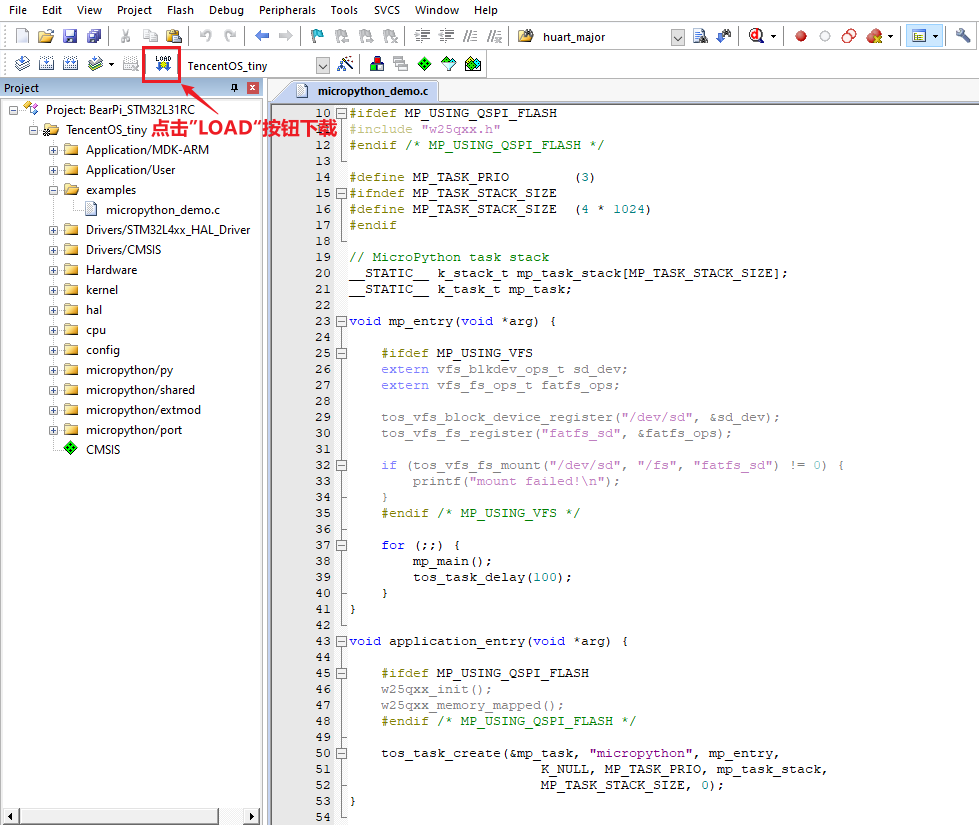 File Edit View Project Flash Debug Peripherals Tools SVCS Window Help
huart_major
LOAD
TencentOS_tiny
Project
Project: BearPi_STM32L31RC
TencentOS_tiny
点击”LOAD“按钮下载
Application/MDK-ARM
Application/User
examples
micropython_demo.c
Drivers/STM32L4xx_HAL_Driver
Drivers/CMSIS
Hardware
kernel
hal
cpu
config
micropython/py
micropython/shared
micropython/extmod
micropython/port
CMSIS
micropython_demo.c
10 #ifdef MP_USING_QSPI_FLASH
#include "w25qxx.h"
12 #endif /* MP_USING_QSPI_FLASH */
13
14 #define MP_TASK_PRIO (3)
15 #ifndef MP_TASK_STACK_SIZE
16 #define MP_TASK_STACK_SIZE (4 * 1024)
17 #endif
18
19 // MicroPython task stack
20 __STATIC__ k_stack_t mp_task_stack[MP_TASK_STACK_SIZE];
21 __STATIC__ k_task_t mp_task;
22
23 void mp_entry(void *arg) {
24
25 #ifdef MP_USING_VFS
26 extern vfs_blkdev_ops_t sd_dev;
27 extern vfs_fs_ops_t fatfs_ops;
28
29 tos_vfs_block_device_register("/dev/sd", &sd_dev);
30 tos_vfs_fs_register("fatfs_sd", &fatfs_ops);
31
32 if (tos_vfs_fs_mount("/dev/sd", "/fs", "fatfs_sd") != 0) {
33 printf("mount failed!\n");
34 }
35 #endif /* MP_USING_VFS */
36
37 for (;;) {
38 mp_main();
39 tos_task_delay(100);
40 }
41 }
42
43 void application_entry(void *arg) {
44
45 #ifdef MP_USING_QSPI_FLASH
46 w25qxx_init();
47 w25qxx_memory_mapped();
48 #endif /* MP_USING_QSPI_FLASH */
49
50 tos_task_create(&mp_task, "micropython", mp_entry,
51 K_NULL, MP_TASK_PRIO, mp_task_stack,
52 MP_TASK_STACK_SIZE, 0);
53 }
54